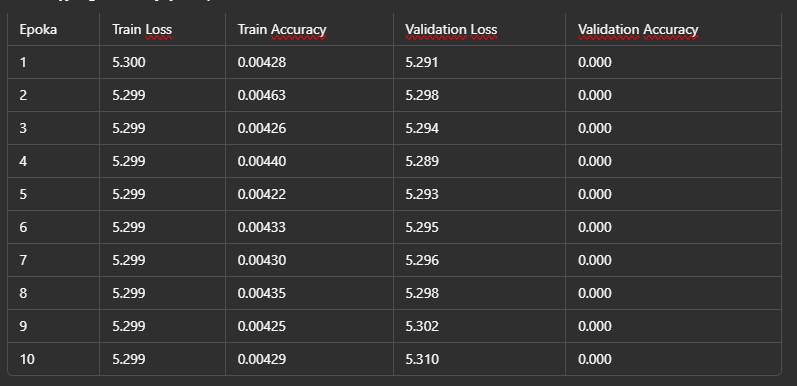 Epoka Train Loss Train Accuracy Validation Loss Validation Accuracy
1 5.300 0.00428 5.291 0.000
2 5.299 0.00463 5.298 0.000
3 5.299 0.00426 5.294 0.000
4 5.299 0.00440 5.289 0.000
5 5.299 0.00422 5.293 0.000
6 5.299 0.00433 5.295 0.000
7 5.299 0.00430 5.296 0.000
8 5.299 0.00435 5.298 0.000
9 5.299 0.00425 5.302 0.000
10 5.299 0.00429 5.310 0.000